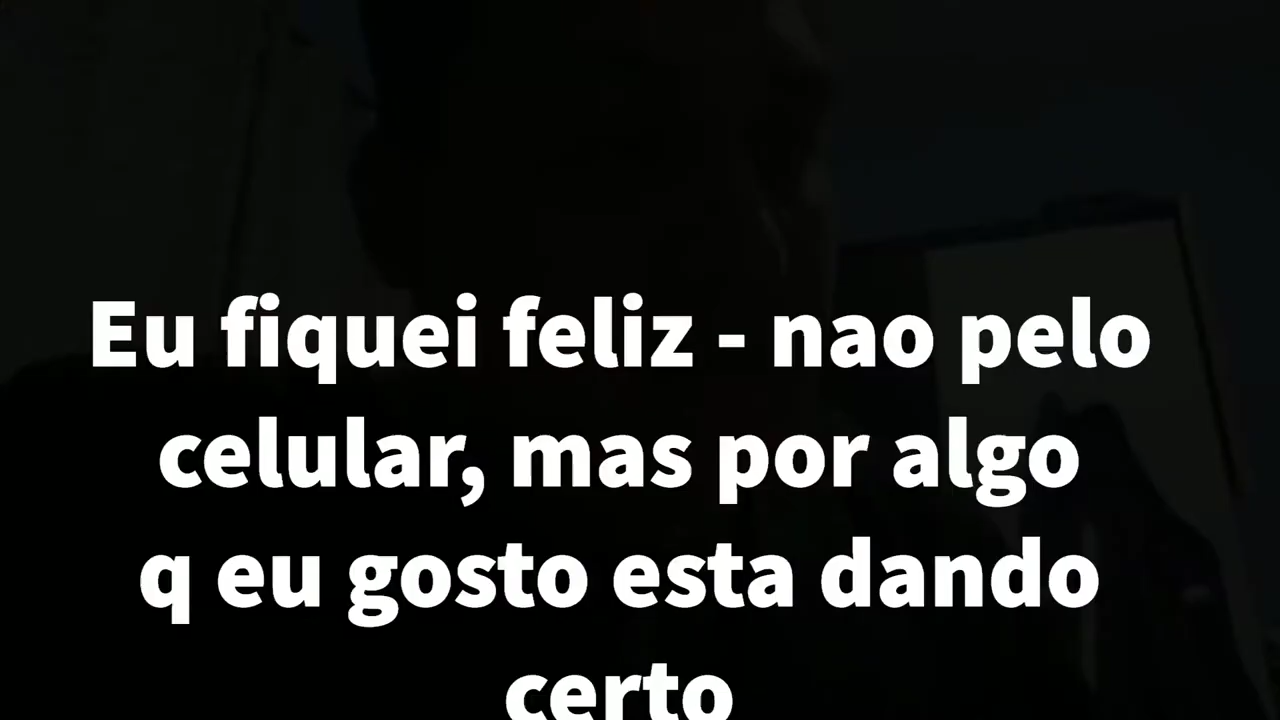 Eu fiquei feliz - nao pelo
celular, mas por algo
q eu gosto esta dando
certo